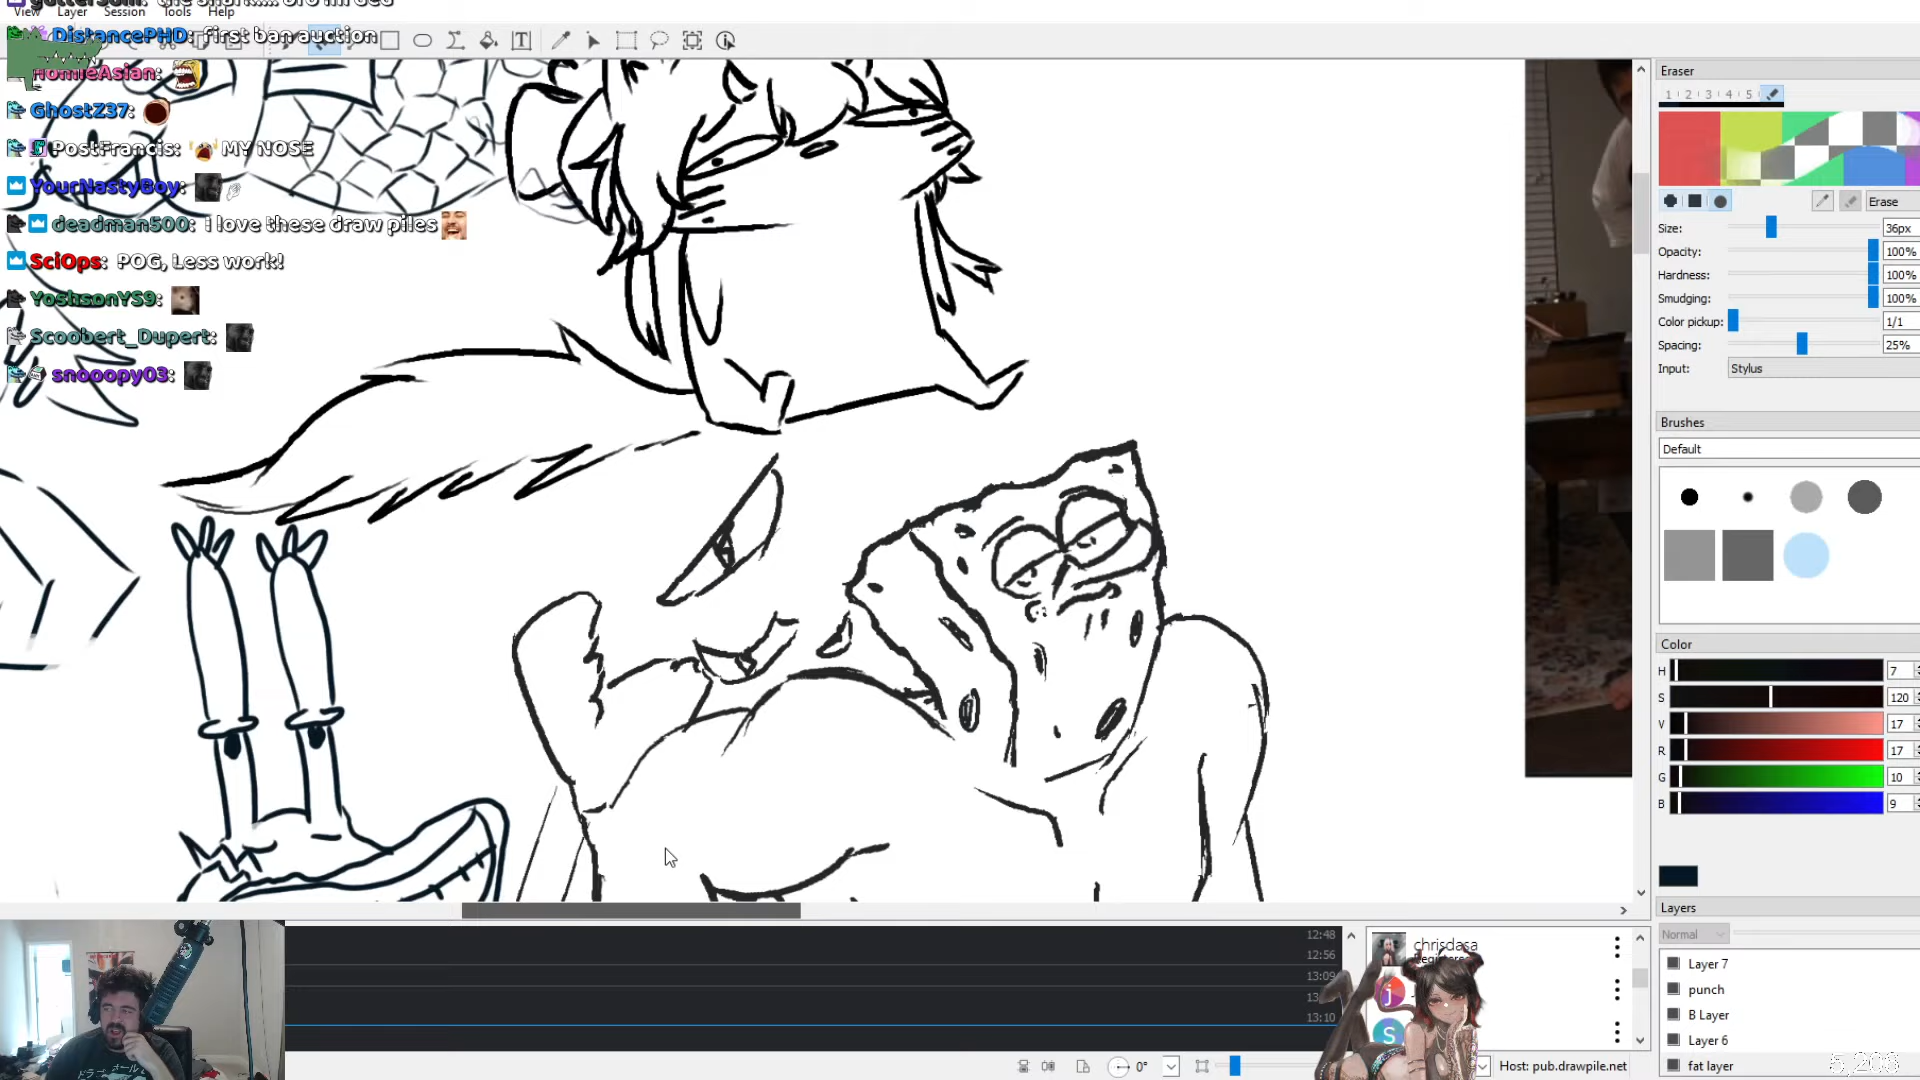 View Layer Session Tools Help
DistancePHD: first ban auction
HomieAsian:
GhostZ37:
PostFrancis: MY NOSE
YourNastyBoy:
deadman500: I love these draw piles
SciOps: POG, Less work!
YoshsonYS9:
Scoobert_Dupert:
snooopy03:
Eraser
1 2 3 4 5
Erase
Size: 36px
Opacity: 100%
Hardness: 100%
Smudging: 100%
Color pickup: 1/1
Spacing: 25%
Input: Stylus
Brushes
Default
Color
H 7
S 120
V 17
R 17
G 10
B 9
Layers
Normal
Layer 7
punch
B Layer
Layer 6
fat layer
12:48
12:56
13:09
13:10
chrisdasa
j
S
0°
Host: pub.drawpile.net
5,208